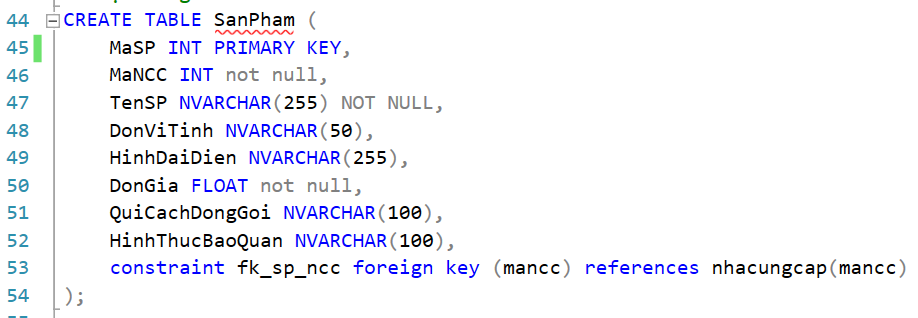 44 CREATE TABLE SanPham (
45 MaSP INT PRIMARY KEY,
46 MaNCC INT not null,
47 TenSP NVARCHAR(255) NOT NULL,
48 DonViTinh NVARCHAR(50),
49 HinhDaiDien NVARCHAR(255),
50 DonGia FLOAT not null,
51 QuiCachDongGoi NVARCHAR(100),
52 HinhThucBaoQuan NVARCHAR(100),
53 constraint fk_sp_ncc foreign key (mancc) references nhacungcap(mancc)
54 );